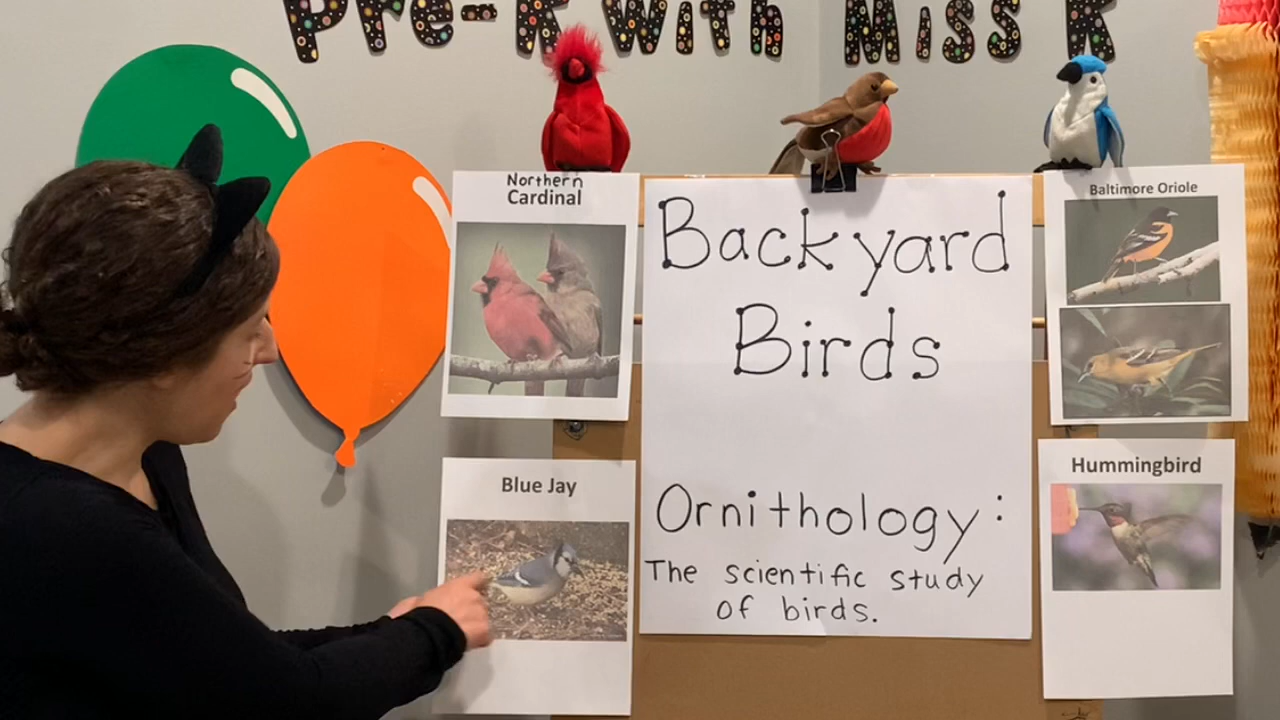 Pre-K with Miss K
Northern
Cardinal
Backyard
Birds
Baltimore Oriole
Blue Jay
Ornithology:
The scientific study
of birds.
Hummingbird